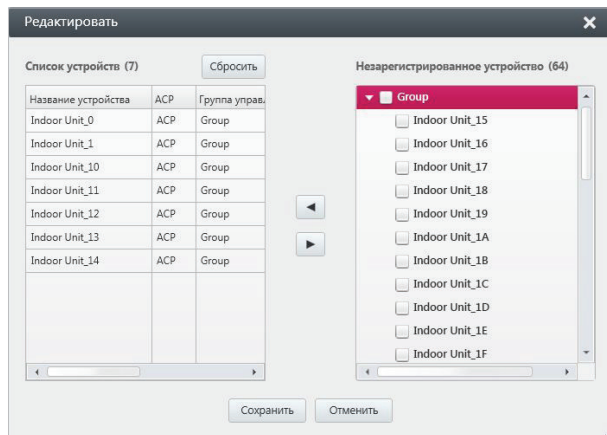 Редактировать
Список устройств (7)
Сбросить
Незарегистрированное устройство (64)
Название устройства ACP Группа управ.
Indoor Unit_0 ACP Group
Indoor Unit_1 ACP Group
Indoor Unit_10 ACP Group
Indoor Unit_11 ACP Group
Indoor Unit_12 ACP Group
Indoor Unit_13 ACP Group
Indoor Unit_14 ACP Group
Group
Indoor Unit_15
Indoor Unit_16
Indoor Unit_17
Indoor Unit_18
Indoor Unit_19
Indoor Unit_1A
Indoor Unit_1B
Indoor Unit_1C
Indoor Unit_1D
Indoor Unit_1E
Indoor Unit_1F
Сохранить
Отменить